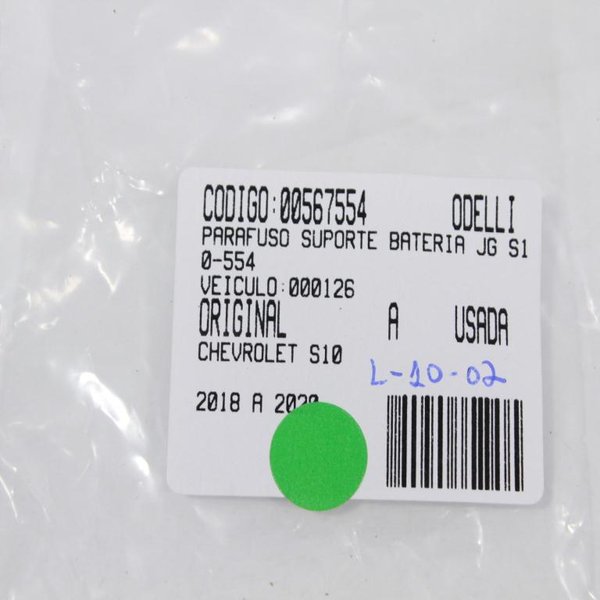 CODIGO:00567554 ODELLI
PARAFUSO SUPORTE BATERIA JG S1
0-554
VEICULO:000126
ORIGINAL A USADA
CHEVROLET S10
L-10-02
2018 A 2020